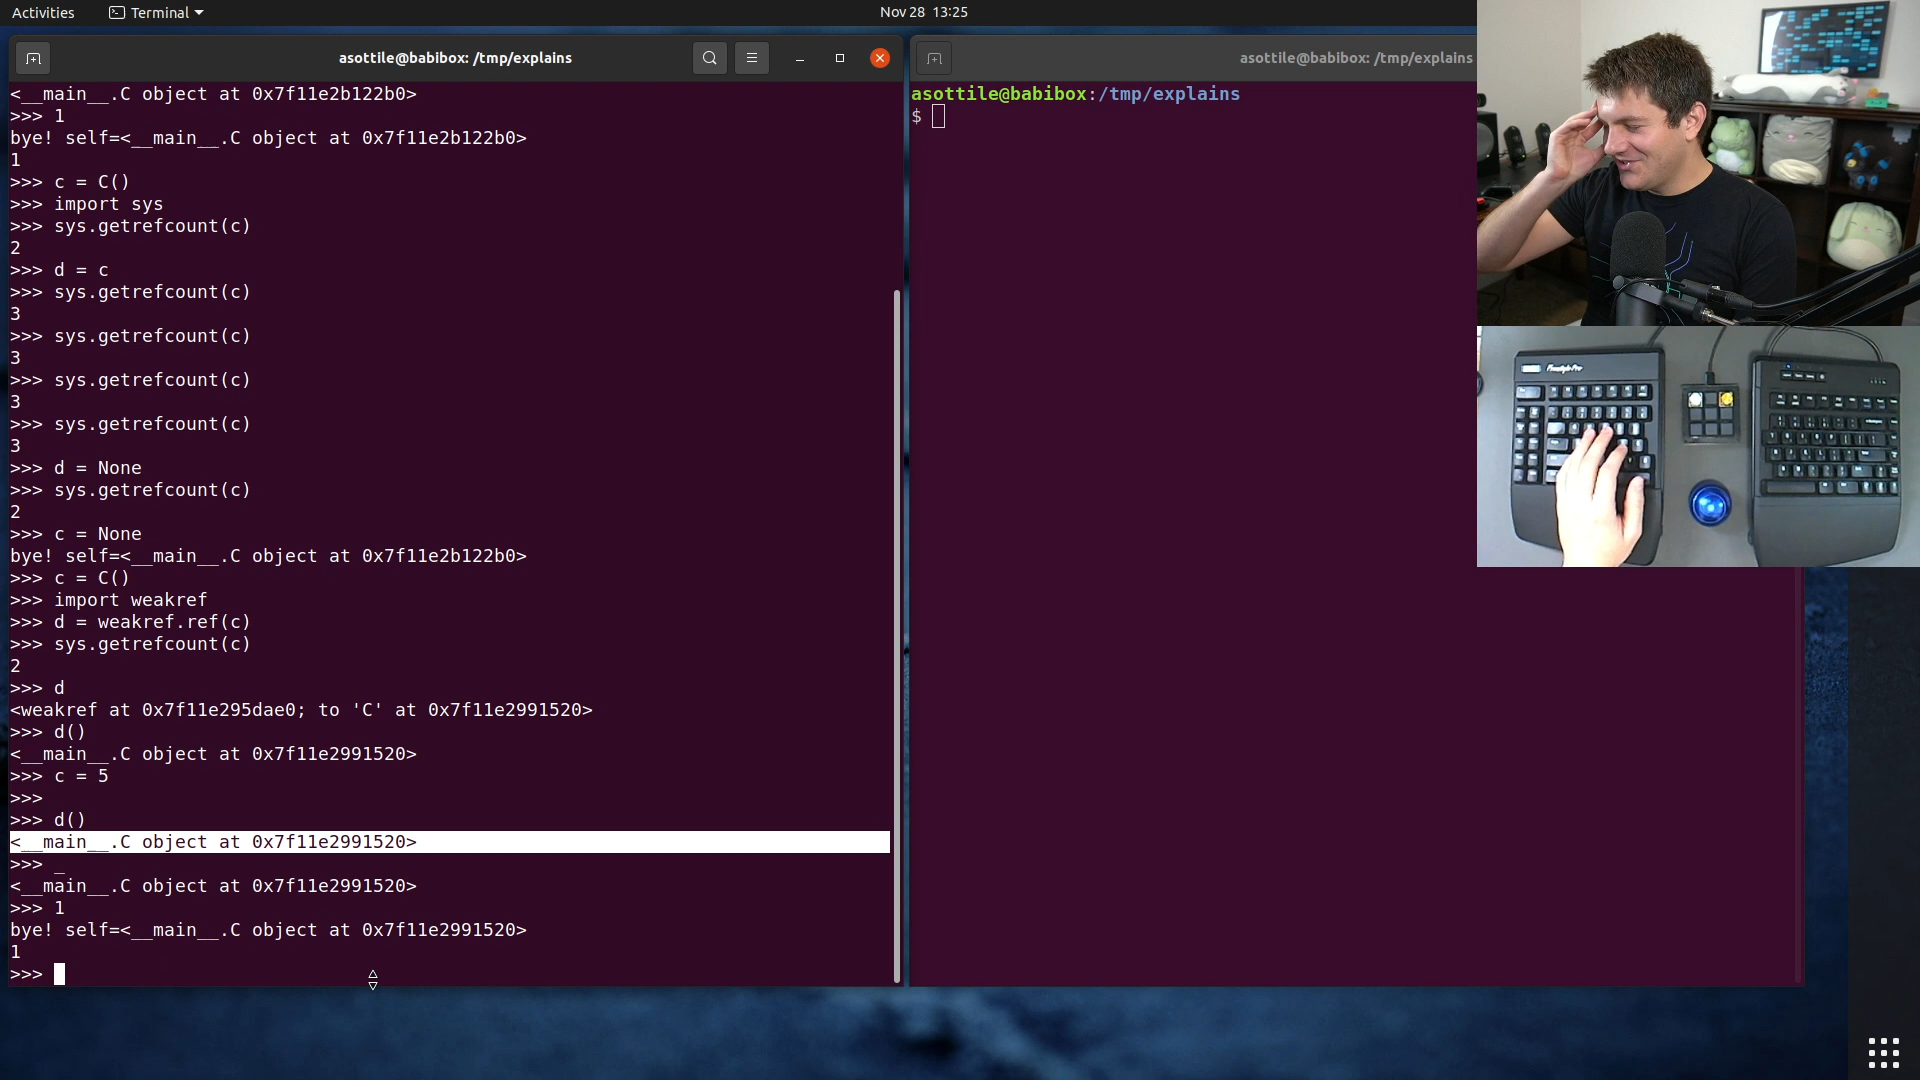 Activities
Terminal
Nov 28 13:25
asottile@babibox: /tmp/explains
<__main__.C object at 0x7f11e2b122b0>
>>> 1
bye! self=<__main__.C object at 0x7f11e2b122b0>
1
>>> c = C()
>>> import sys
>>> sys.getrefcount(c)
2
>>> d = c
>>> sys.getrefcount(c)
3
>>> sys.getrefcount(c)
3
>>> sys.getrefcount(c)
3
>>> sys.getrefcount(c)
3
>>> d = None
>>> sys.getrefcount(c)
2
>>> c = None
bye! self=<__main__.C object at 0x7f11e2b122b0>
>>> c = C()
>>> import weakref
>>> d = weakref.ref(c)
>>> sys.getrefcount(c)
2
>>> d
<weakref at 0x7f11e295dae0; to 'C' at 0x7f11e2991520>
>>> d()
<__main__.C object at 0x7f11e2991520>
>>> c = 5
>>>
>>> d()
<__main__.C object at 0x7f11e2991520>
>>> _
<__main__.C object at 0x7f11e2991520>
>>> 1
bye! self=<__main__.C object at 0x7f11e2991520>
1
>>>
asottile@babibox: /tmp/explains
asottile@babibox:/tmp/explains
$
Freestyle Pro